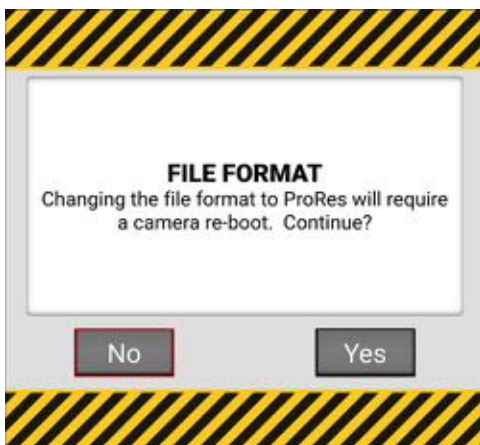 FILE FORMAT
Changing the file format to ProRes will require
a camera re-boot.  Continue?
No
Yes